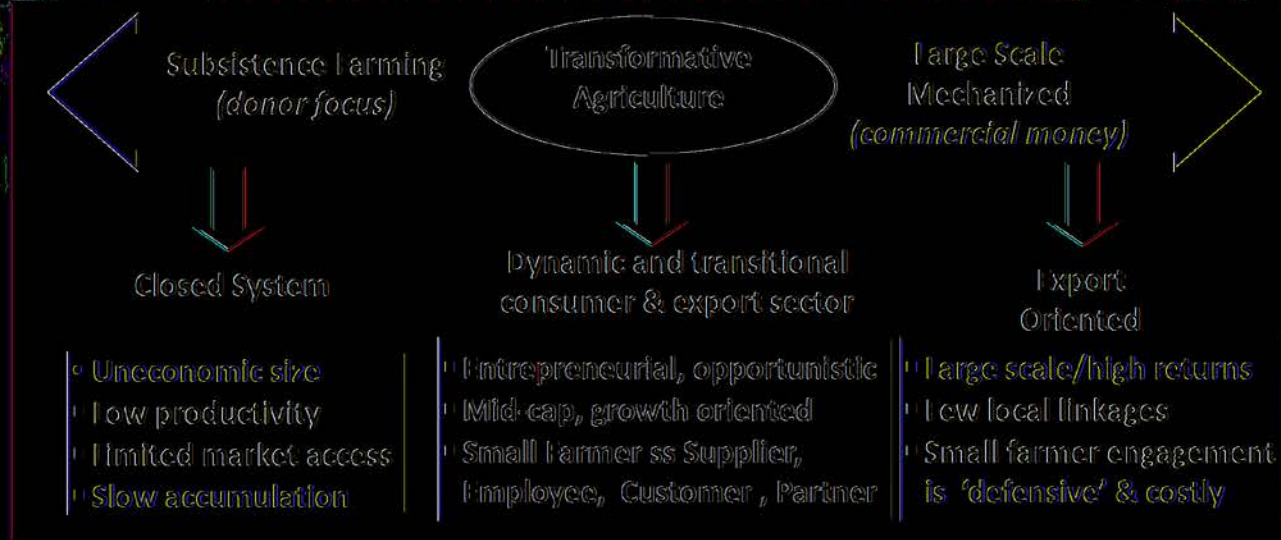 Subsistence Farming
(donor focus)
Transformative
Agriculture
Large Scale
Mechanized
(commercial money)
Closed System
Dynamic and transitional
consumer & export sector
Export
Oriented
• Uneconomic size
• Low productivity
• Limited market access
• Slow accumulation
• Entrepreneurial, opportunistic
• Mid-cap, growth oriented
• Small Farmer ss Supplier,
Employee, Customer , Partner
• Large scale/high returns
• Few local linkages
• Small farmer engagement
is ‘defensive’ & costly